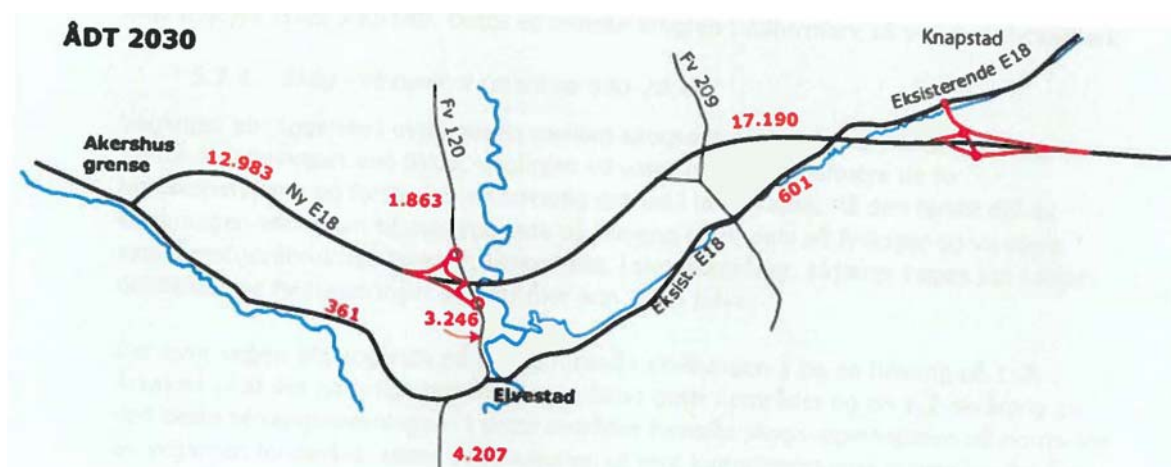 ÅDT 2030
Knapstad
Eksisterende E18
Fv 209
17.190
Fv 120
Akershus
grense
12.983
Ny E18
1.863
601
Eksist. E18
361
3.246
Elvestad
4.207